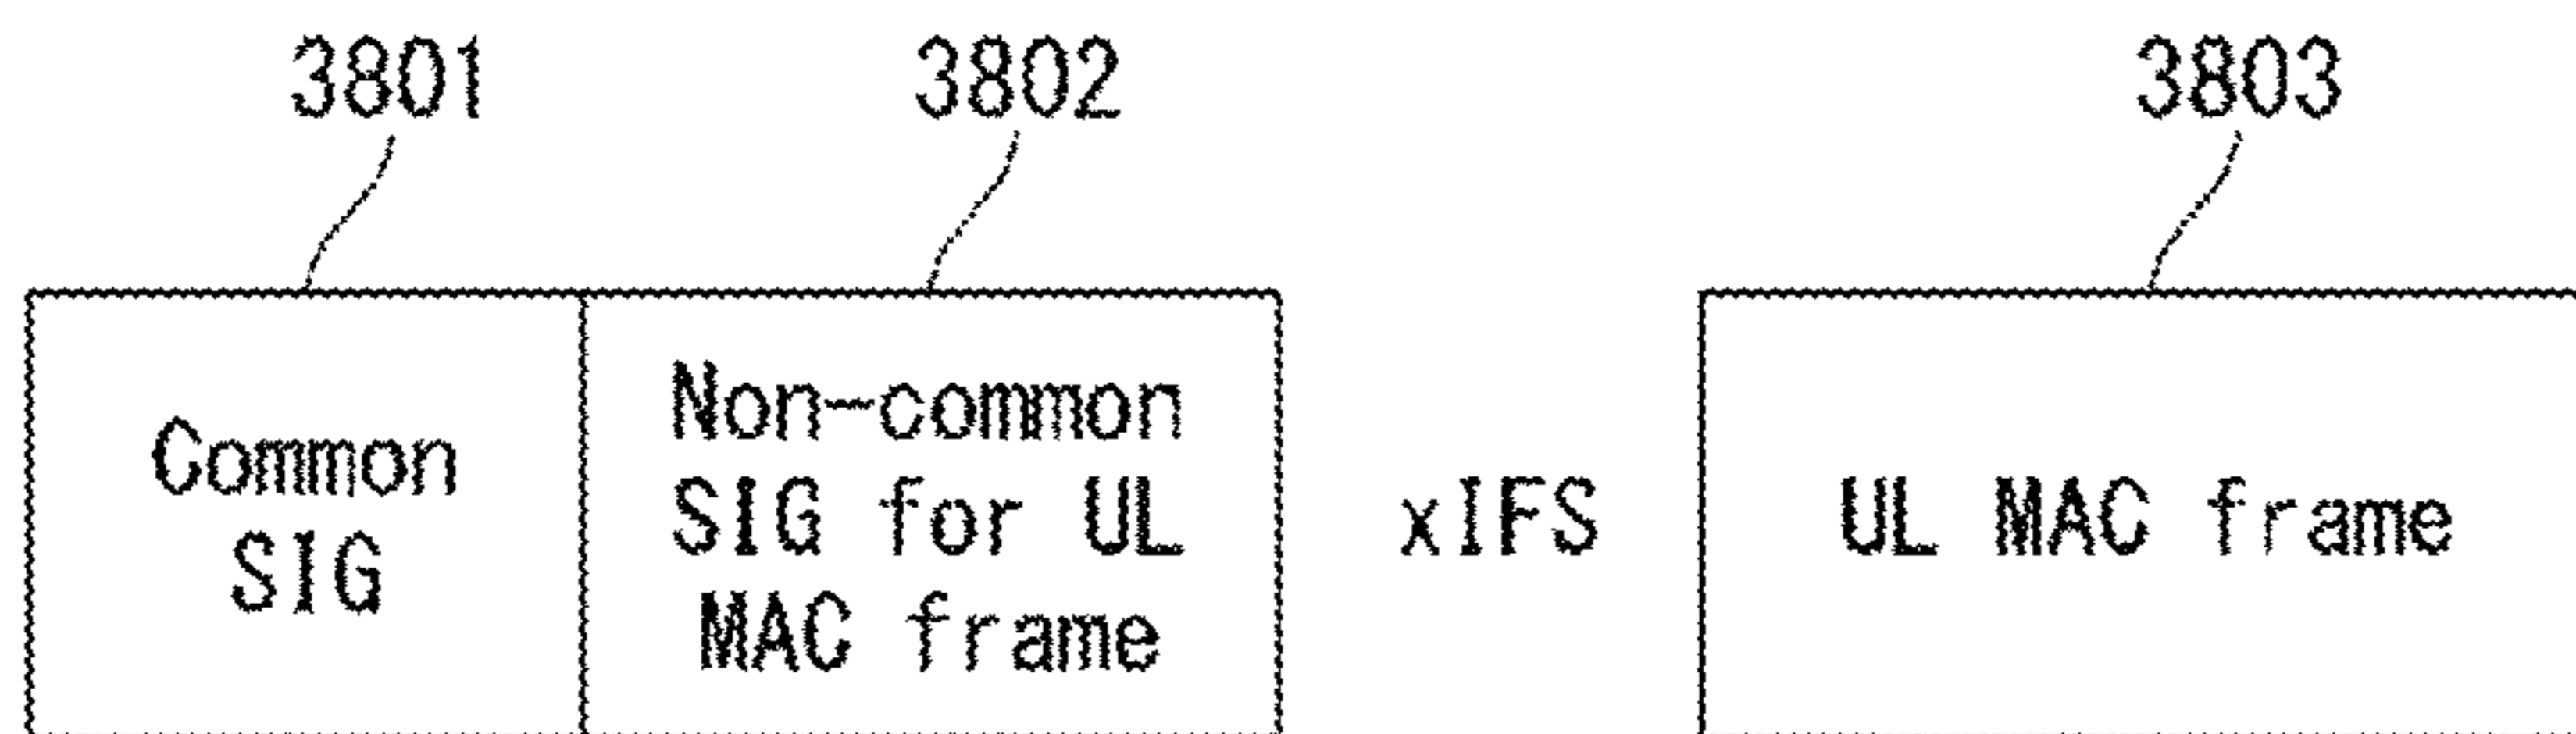 3801
3802
3803
Common
SIG
Non-common
SIG for UL
MAC frame
xIFS
UL MAC frame